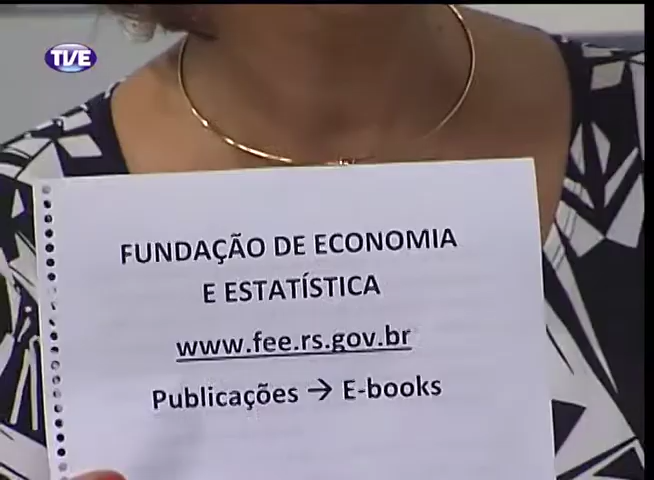 TVE
FUNDAÇÃO DE ECONOMIA
E ESTATÍSTICA
www.fee.rs.gov.br
Publicações → E-books